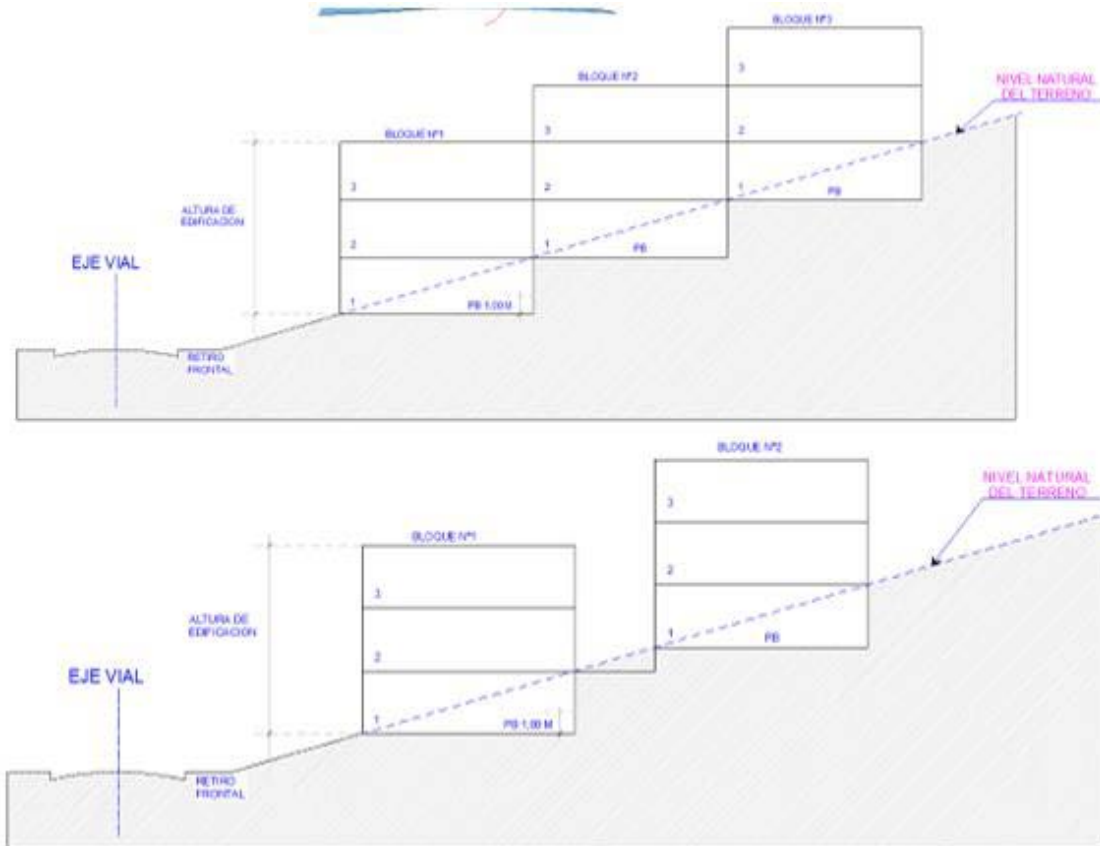 BLOQUE Nº3
BLOQUE Nº2
3
NIVEL NATURAL
DEL TERRENO
BLOQUE Nº1
3
2
3
2
1
PB
ALTURA DE
EDIFICACION
2
1
PB
EJE VIAL
1
PB 1,00 M
RETIRO
FRONTAL
BLOQUE Nº2
NIVEL NATURAL
DEL TERRENO
3
BLOQUE Nº1
3
2
ALTURA DE
EDIFICACION
1
PB
2
EJE VIAL
1
PB 1,00 M
RETIRO
FRONTAL